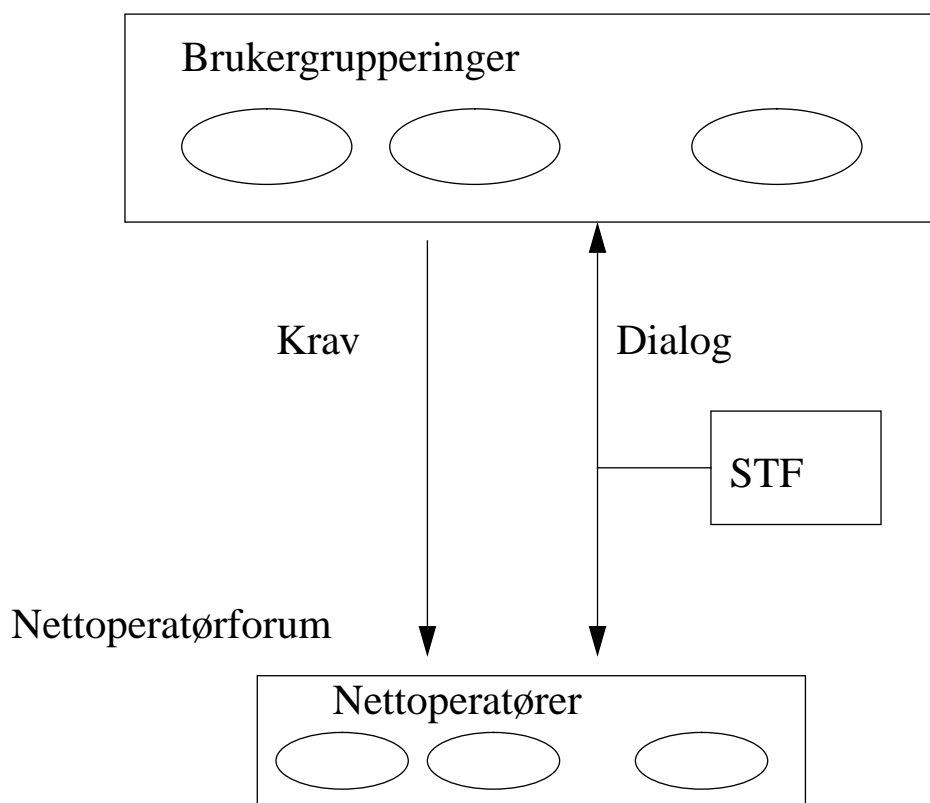 Brukergrupperinger
Krav
Dialog
STF
Nettoperatørforum
Nettoperatører